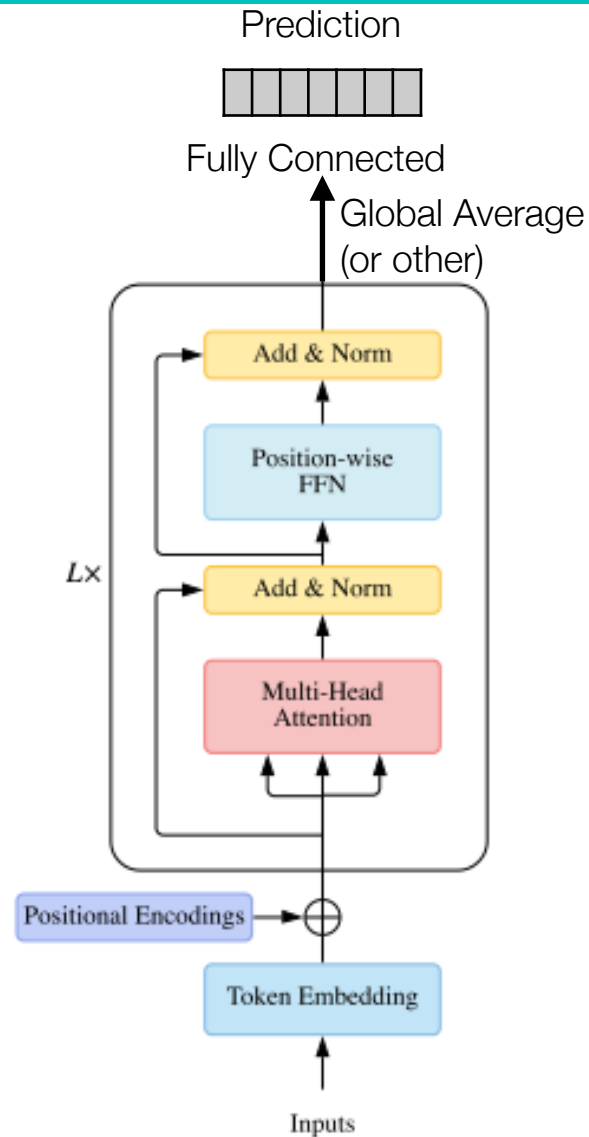 Prediction
Fully Connected
Global Average
(or other)
Add & Norm
Position-wise
FFN
L×
Add & Norm
Multi-Head
Attention
Positional Encodings
Token Embedding
Inputs